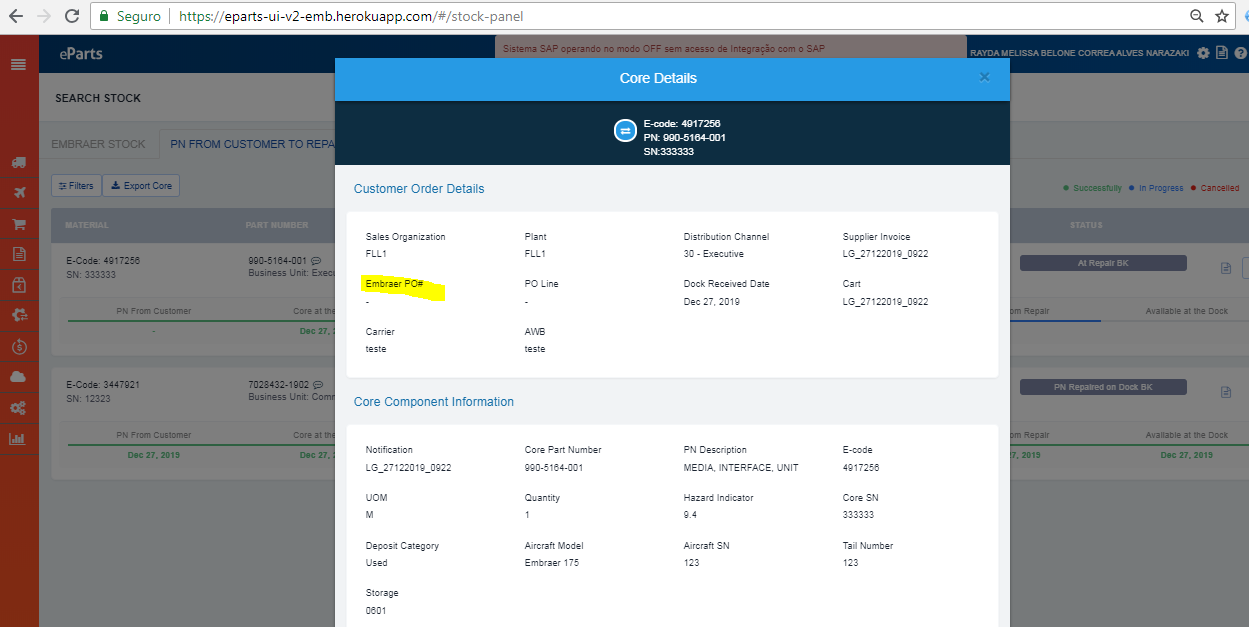 Seguro https://eparts-ui-v2-emb.herokuapp.com/#/stock-panel
eParts
Sistema SAP operando no modo OFF sem acesso de Integração com o SAP
RAYDA MELISSA BELONE CORREA ALVES NARAZAKI
Core Details
SEARCH STOCK
E-code: 4917256
PN: 990-5164-001
SN:333333
EMBRAER STOCK
PN FROM CUSTOMER TO REPA
Filters
Export Core
Successfully In Progress Cancelled
MATERIAL
PART NUMBER
STATUS
E-Code: 4917256
SN: 333333
990-5164-001
Business Unit: Execu
At Repair BK
PN From Customer
Core at the
om Repair
Available at the Dock
-
Dec 27, 2
E-Code: 3447921
SN: 12323
7028432-1902
Business Unit: Comm
PN Repaired on Dock BK
PN From Customer
Core at the
om Repair
Available at the Dock
Dec 27, 2019
Dec 27, 2
27, 2019
Dec 27, 2019
Customer Order Details
Sales Organization Plant Distribution Channel Supplier Invoice
FLL1 FLL1 30 - Executive LG_27122019_0922
Embraer PO# PO Line Dock Received Date Cart
- - Dec 27, 2019 LG_27122019_0922
Carrier AWB
teste teste
Core Component Information
Notification Core Part Number PN Description E-code
LG_27122019_0922 990-5164-001 MEDIA, INTERFACE, UNIT 4917256
UOM Quantity Hazard Indicator Core SN
M 1 9.4 333333
Deposit Category Aircraft Model Aircraft SN Tail Number
Used Embraer 175 123 123
Storage
0601